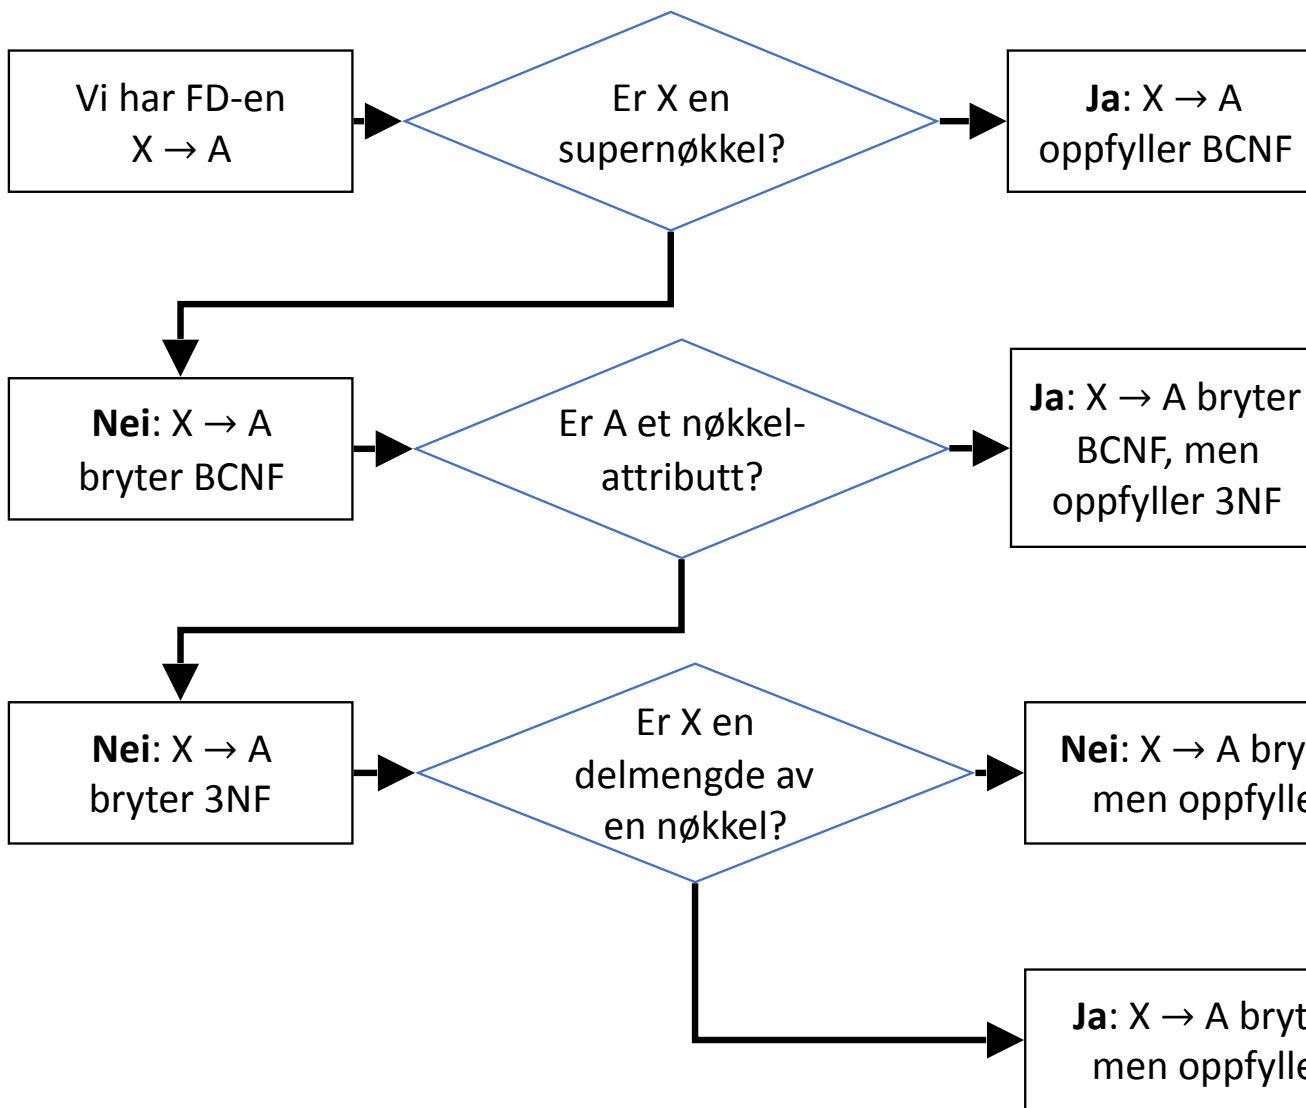 Vi har FD-en
X → A
Er X en
supernøkkel?
Ja: X → A
oppfyller BCNF
Nei: X → A
bryter BCNF
Er A et nøkkel-
attributt?
Ja: X → A bryter
BCNF, men
oppfyller 3NF
Nei: X → A
bryter 3NF
Er X en
delmengde av
en nøkkel?
Nei: X → A
men
Ja: X → A
men